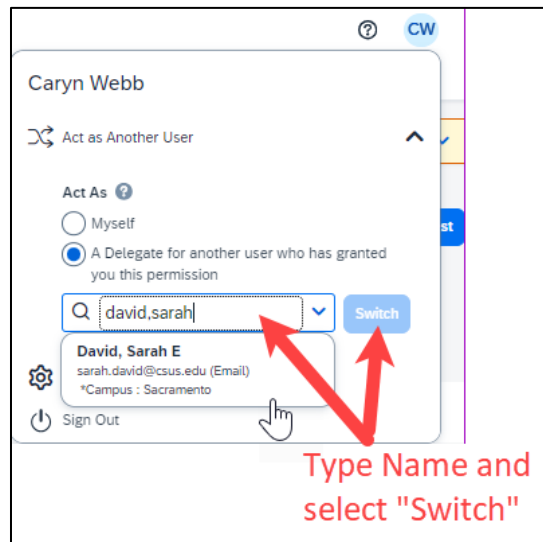 CW
Caryn Webb
Act as Another User
Act As
Myself
st
A Delegate for another user who has granted
you this permission
david,sarah
Switch
David, Sarah E
sarah.david@csus.edu (Email)
*Campus : Sacramento
Sign Out
Type Name and
select "Switch"